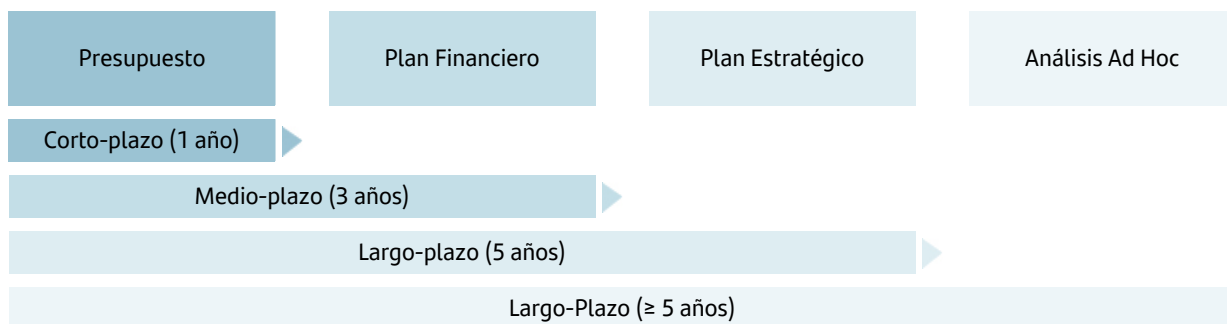 Presupuesto
Plan Financiero
Plan Estratégico
Análisis Ad Hoc
Corto-plazo (1 año)
Medio-plazo (3 años)
Largo-plazo (5 años)
Largo-Plazo (≥ 5 años)